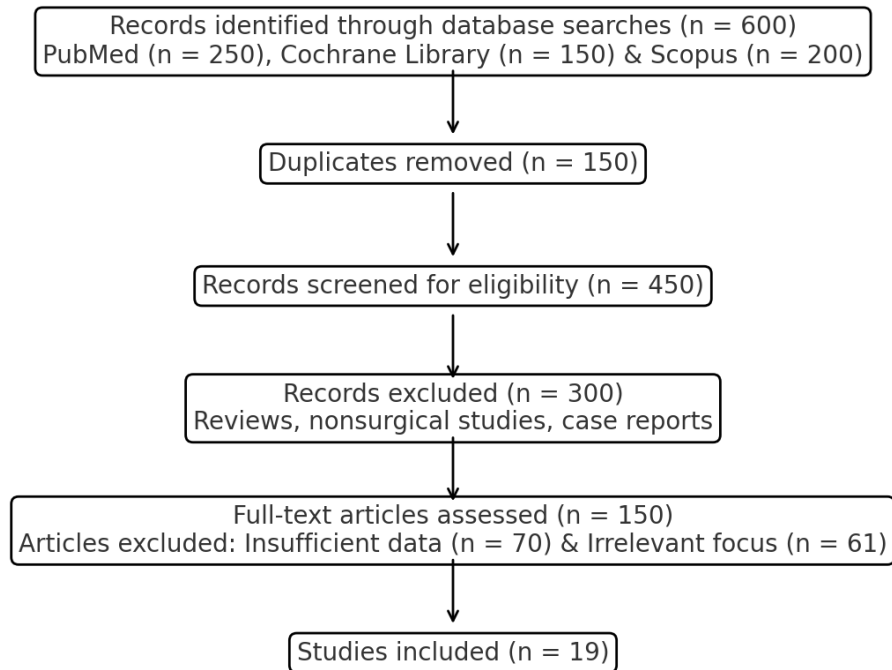 Records identified through database searches (n = 600)
PubMed (n = 250), Cochrane Library (n = 150) & Scopus (n = 200)
Duplicates removed (n = 150)
Records screened for eligibility (n = 450)
Records excluded (n = 300)
Reviews, nonsurgical studies, case reports
Full-text articles assessed (n = 150)
Articles excluded: Insufficient data (n = 70) & Irrelevant focus (n = 61)
Studies included (n = 19)